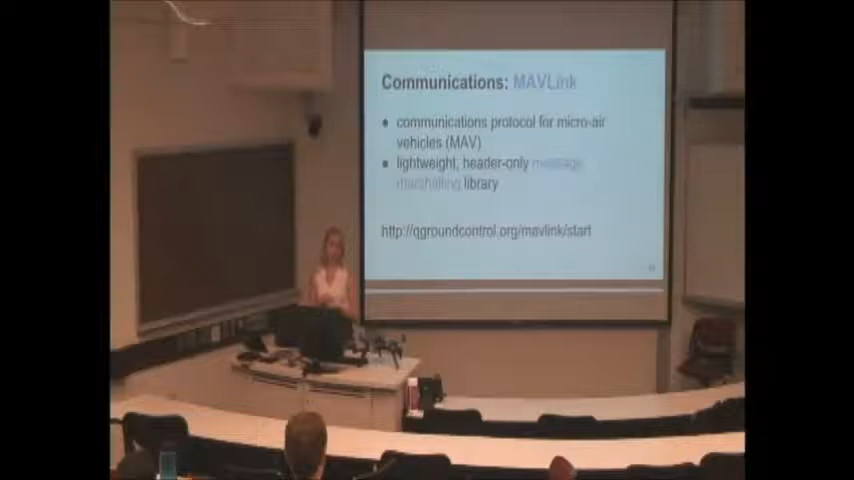 Communications: MAVLink
● communications protocol for micro-air
vehicles (MAV)
● lightweight, header-only message
marshalling library
http://qgroundcontrol.org/mavlink/start